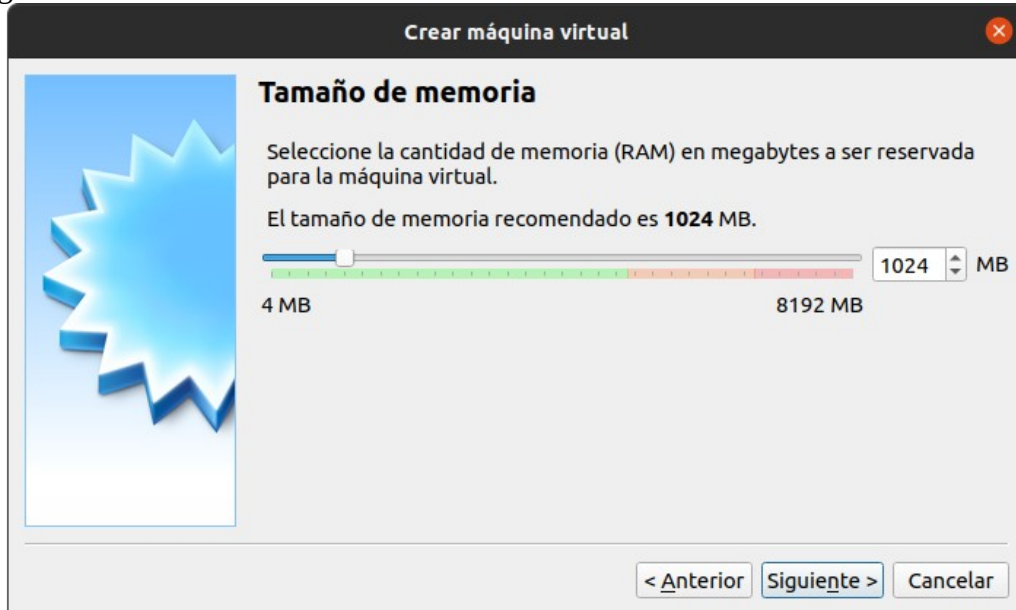 Crear máquina virtual
Tamaño de memoria
Seleccione la cantidad de memoria (RAM) en megabytes a ser reservada
para la máquina virtual.
El tamaño de memoria recomendado es 1024 MB.
1024 MB
4 MB 8192 MB
< Anterior Siguiente > Cancelar